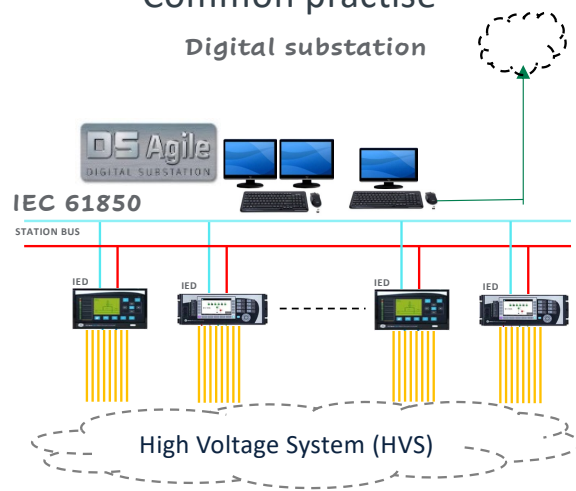 Common practise
Digital substation
DS Agile
DIGITAL SUBSTATION
IEC 61850
STATION BUS
IED
IED
IED
IED
High Voltage System (HVS)